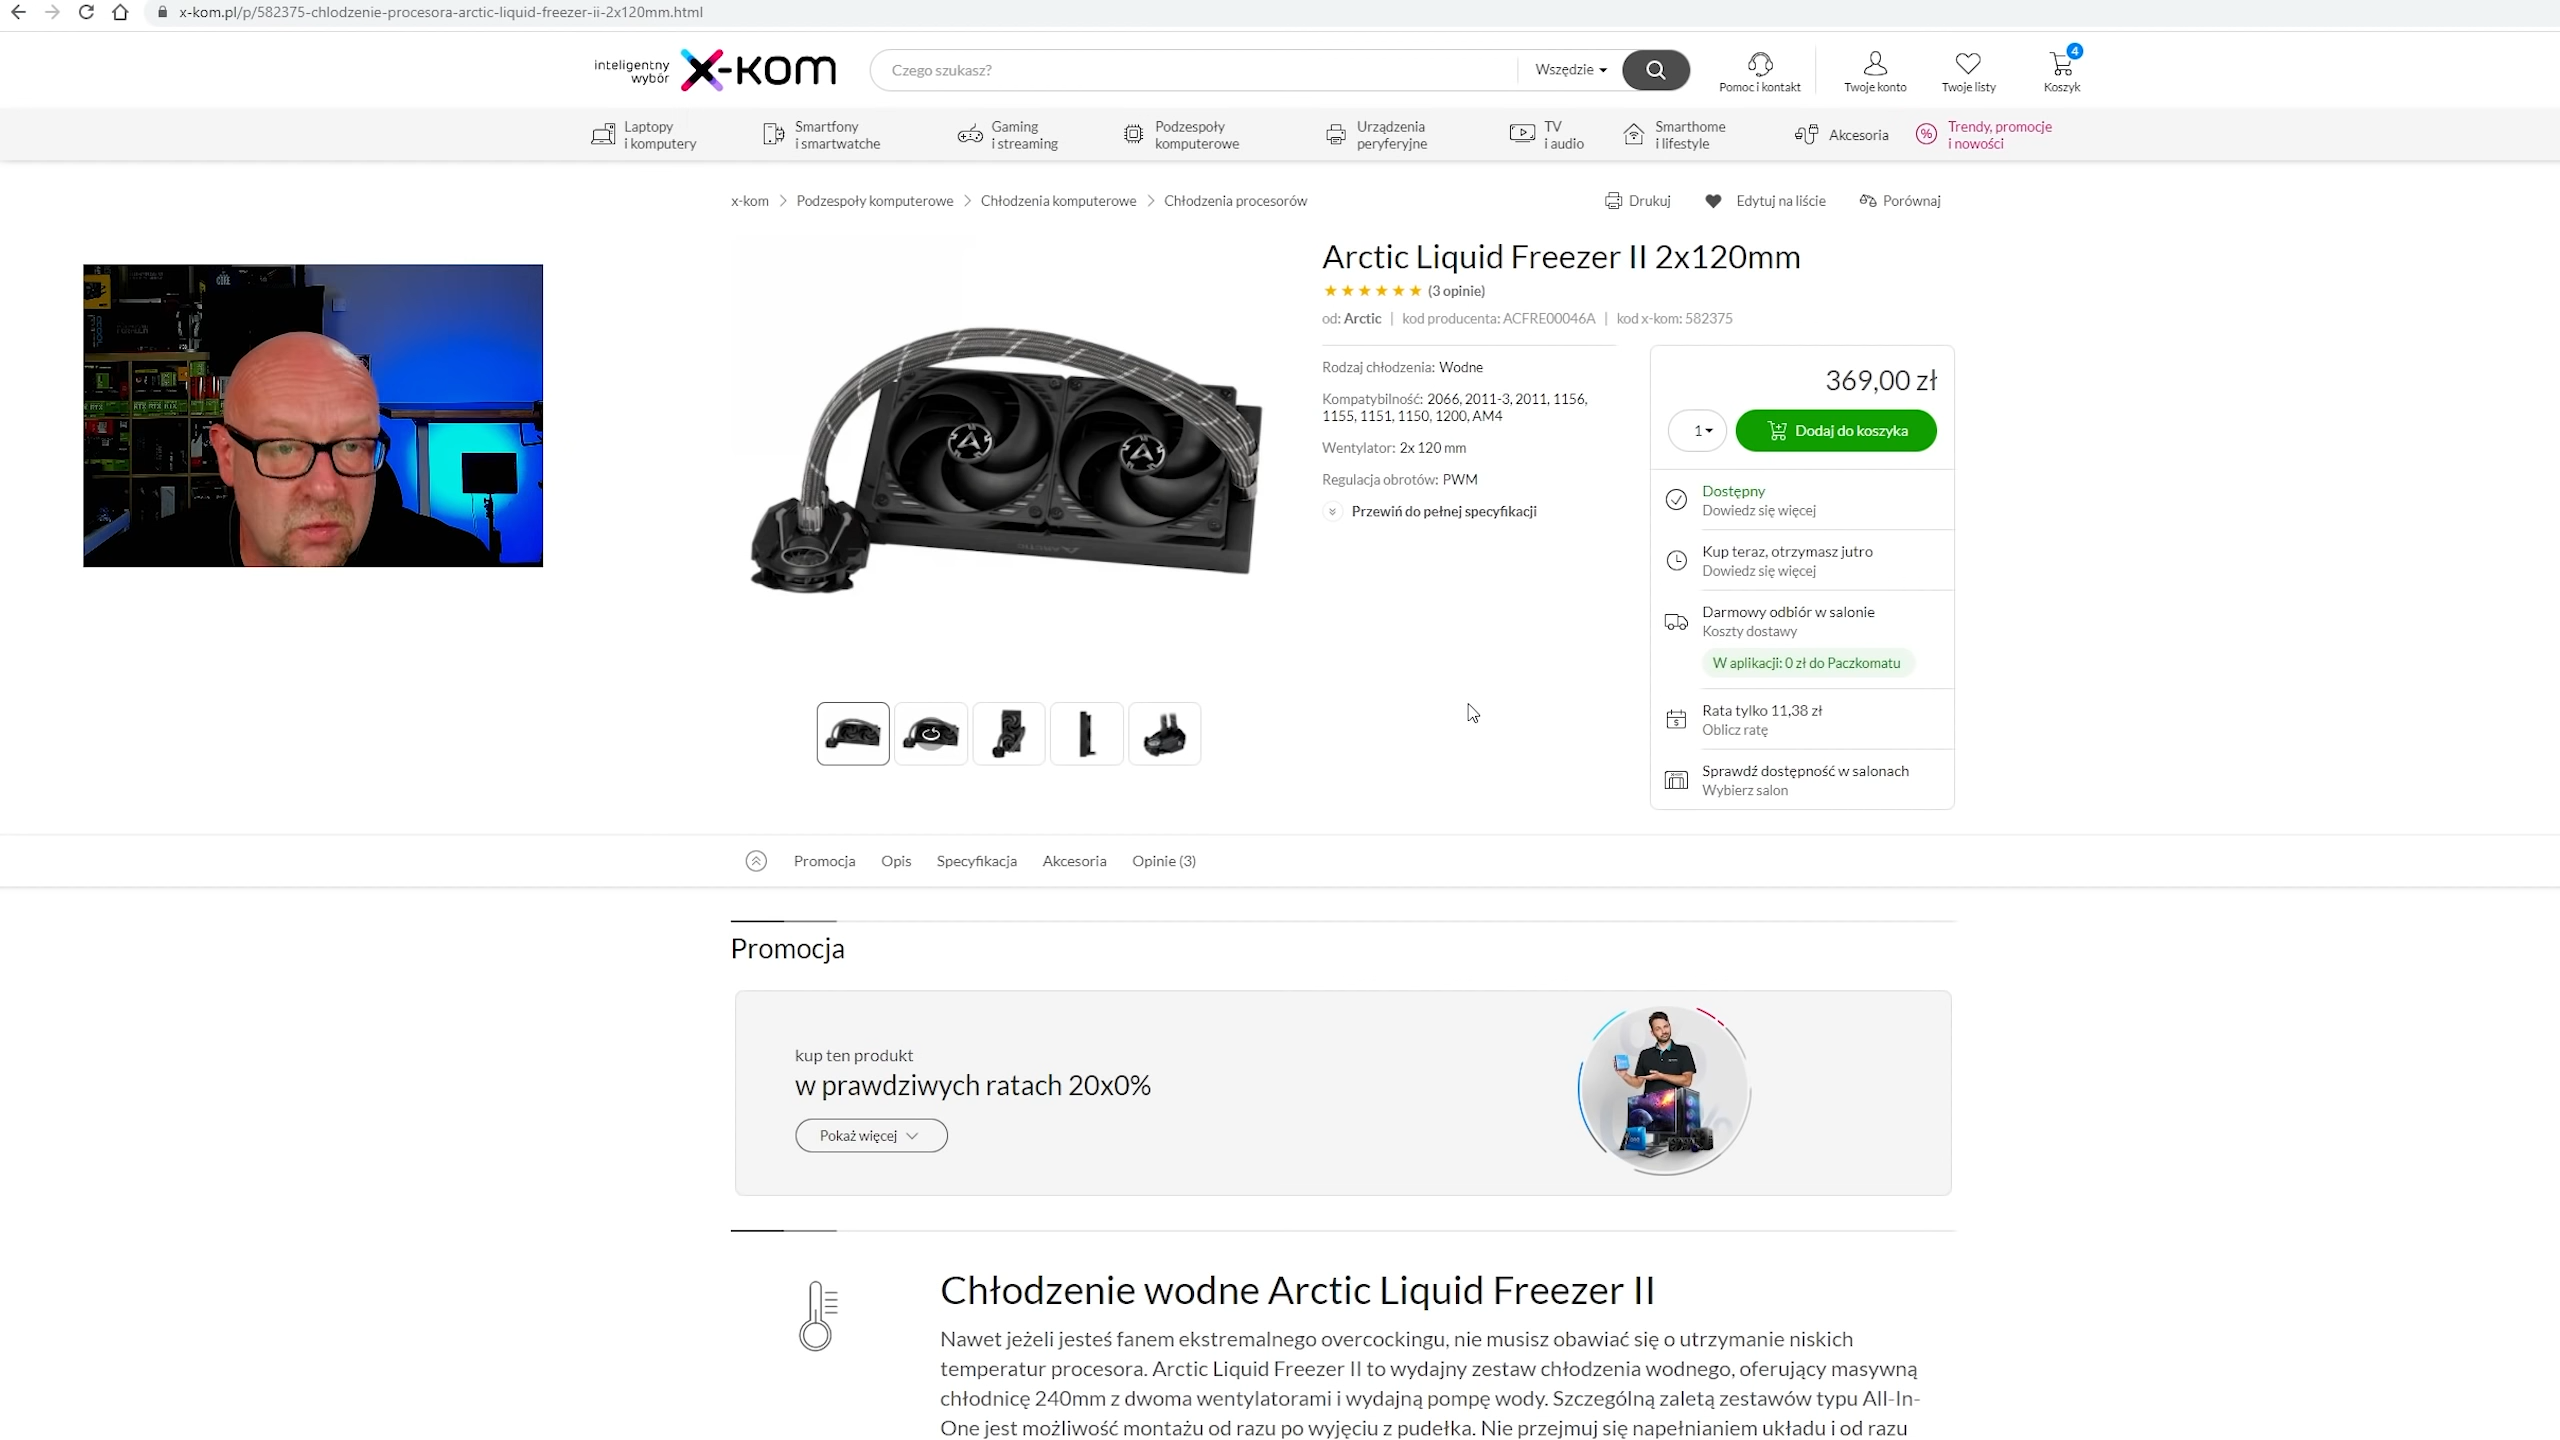 x-kom.pl/p/582375-chlodzenie-procesora-arctic-liquid-freezer-ii-2x120mm.html
inteligentny
wybór
x-kom
Czego szukasz?
Wszędzie
Pomoc i kontakt
Twoje konto
Twoje listy
4
Koszyk
Laptopy
i komputery
Smartfony
i smartwatche
Gaming
i streaming
Podzespoły
komputerowe
Urządzenia
peryferyjne
TV
i audio
Smarthome
i lifestyle
Akcesoria
Trendy, promocje
i nowości
x-kom > Podzespoły komputerowe > Chłodzenia komputerowe > Chłodzenia procesorów
Drukuj
Edytuj na liście
Porównaj
Arctic Liquid Freezer II 2x120mm
(3 opinie)
od: Arctic | kod producenta: ACFRE00046A | kod x-kom: 582375
Rodzaj chłodzenia: Wodne
Kompatybilność: 2066, 2011-3, 2011, 1156,
1155, 1151, 1150, 1200, AM4
Wentylator: 2x 120 mm
Regulacja obrotów: PWM
Przewiń do pełnej specyfikacji
369,00 zł
1
Dodaj do koszyka
Dostępny
Dowiedz się więcej
Kup teraz, otrzymasz jutro
Dowiedz się więcej
Darmowy odbiór w salonie
Koszty dostawy
W aplikacji: 0 zł do Paczkomatu
Rata tylko 11,38 zł
Oblicz ratę
Sprawdź dostępność w salonach
Wybierz salon
Promocja
Opis
Specyfikacja
Akcesoria
Opinie (3)
Promocja
kup ten produkt
w prawdziwych ratach 20x0%
Pokaż więcej
Chłodzenie wodne Arctic Liquid Freezer II
Nawet jeżeli jesteś fanem ekstremalnego overcockingu, nie musisz obawiać się o utrzymanie niskich
temperatur procesora. Arctic Liquid Freezer II to wydajny zestaw chłodzenia wodnego, oferujący masywną
chłodnicę 240mm z dwoma wentylatorami i wydajną pompę wody. Szczególną zaletą zestawów typu All-In-
One jest możliwość montażu od razu po wyjęciu z pudełka. Nie przejmuj się napełnianiem układu i od razu